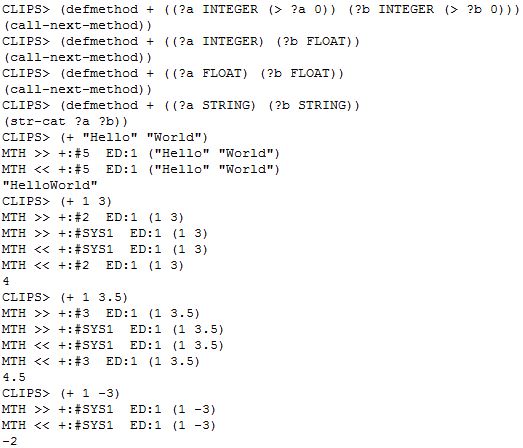 CLIPS> (defmethod + ((?a INTEGER (> ?a 0)) (?b INTEGER (> ?b 0)))
(call-next-method))
CLIPS> (defmethod + ((?a INTEGER) (?b FLOAT))
(call-next-method))
CLIPS> (defmethod + ((?a FLOAT) (?b FLOAT))
(call-next-method))
CLIPS> (defmethod + ((?a STRING) (?b STRING))
(str-cat ?a ?b))
CLIPS> (+ "Hello" "World")
MTH >> +:#5  ED:1 ("Hello" "World")
MTH << +:#5  ED:1 ("Hello" "World")
"HelloWorld"
CLIPS> (+ 1 3)
MTH >> +:#2  ED:1 (1 3)
MTH >> +:#SYS1  ED:1 (1 3)
MTH << +:#SYS1  ED:1 (1 3)
MTH << +:#2  ED:1 (1 3)
4
CLIPS> (+ 1 3.5)
MTH >> +:#3  ED:1 (1 3.5)
MTH >> +:#SYS1  ED:1 (1 3.5)
MTH << +:#SYS1  ED:1 (1 3.5)
MTH << +:#3  ED:1 (1 3.5)
4.5
CLIPS> (+ 1 -3)
MTH >> +:#SYS1  ED:1 (1 -3)
MTH << +:#SYS1  ED:1 (1 -3)
-2